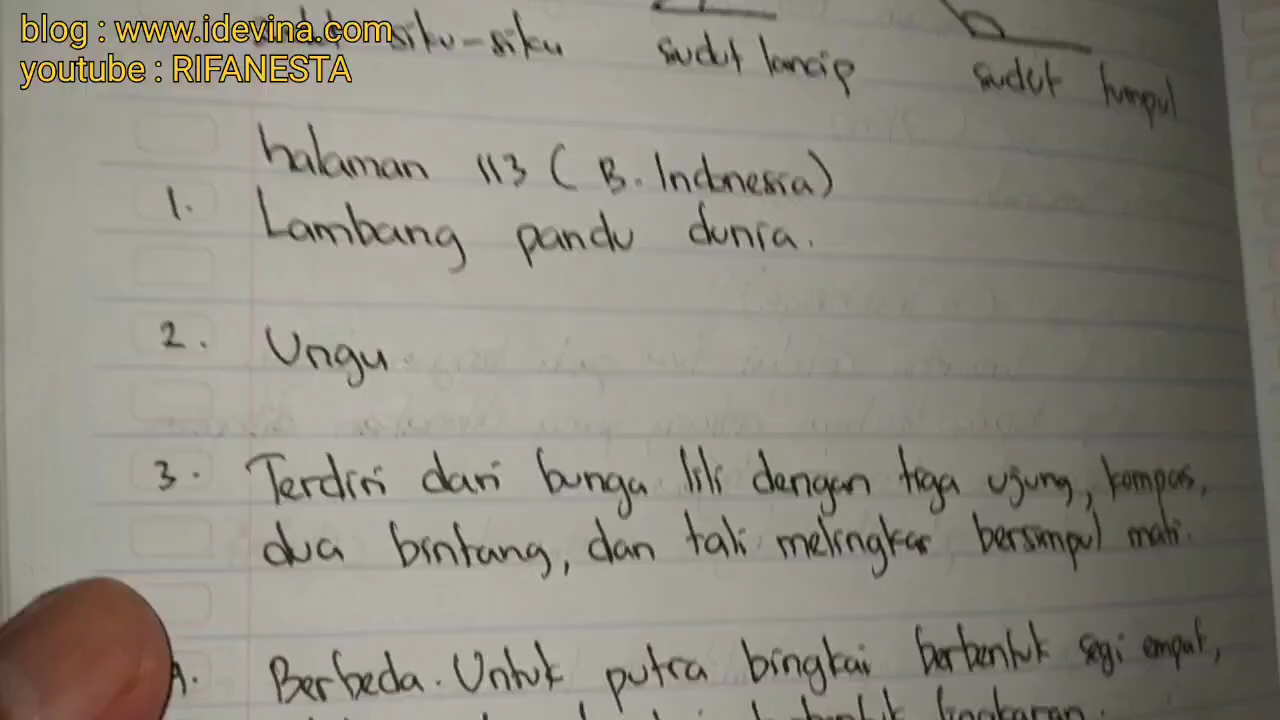 blog : www.idevina.com
youtube : RIFANESTA
siku-siku
sudut lancip
sudut tumpul
halaman 113 ( B. Indonesia)
1. Lambang pandu dunia.
2. Ungu
3. Terdiri dari bunga lili dengan tiga ujung, kompas,
dua bintang, dan tali melingkar bersimpul mati.
4. Berbeda. Untuk putra bingkai berbentuk segi empat,
lingkaran.